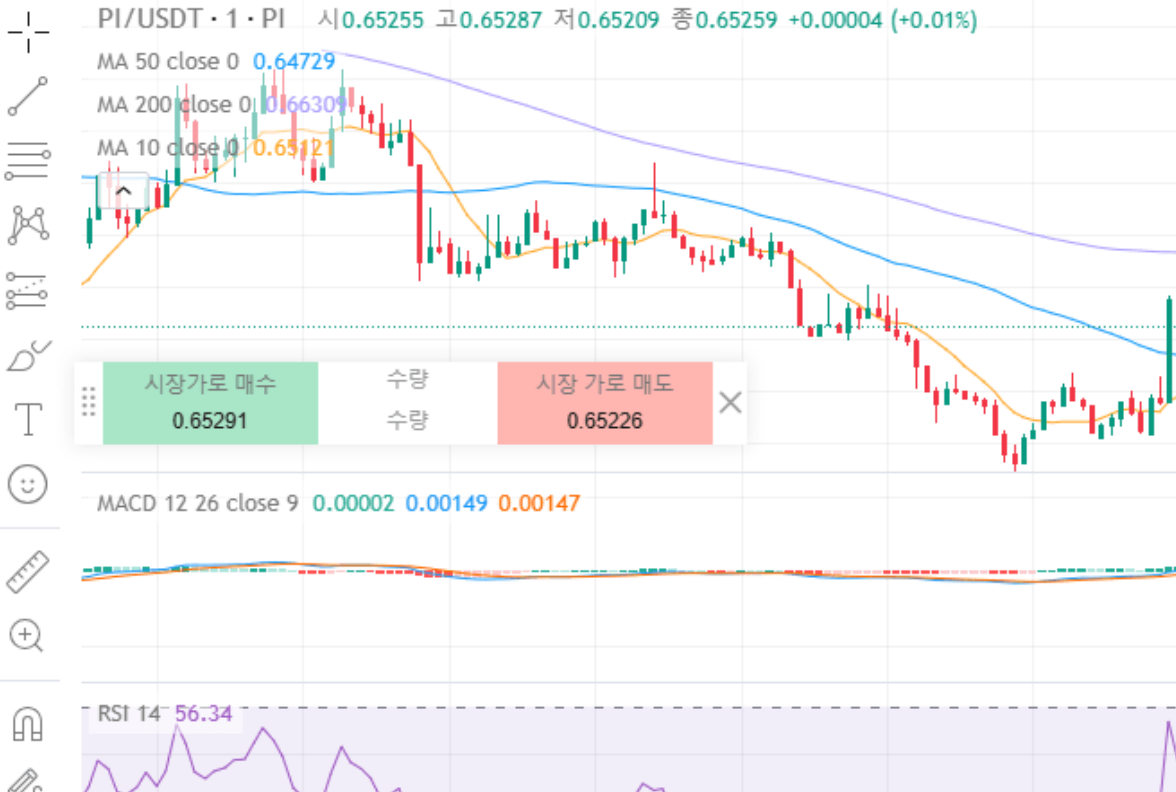 PI/USDT · 1 · PI 시0.65255 고0.65287 저0.65209 종0.65259 +0.00004 (+0.01%)
MA 50 close 0 0.64729
MA 200 close 0 0.66309
MA 10 close 0 0.65121
시장가로 매수 수량 시장 가로 매도
0.65291 수량 0.65226
MACD 12 26 close 9 0.00002 0.00149 0.00147
RSI 14 56.34